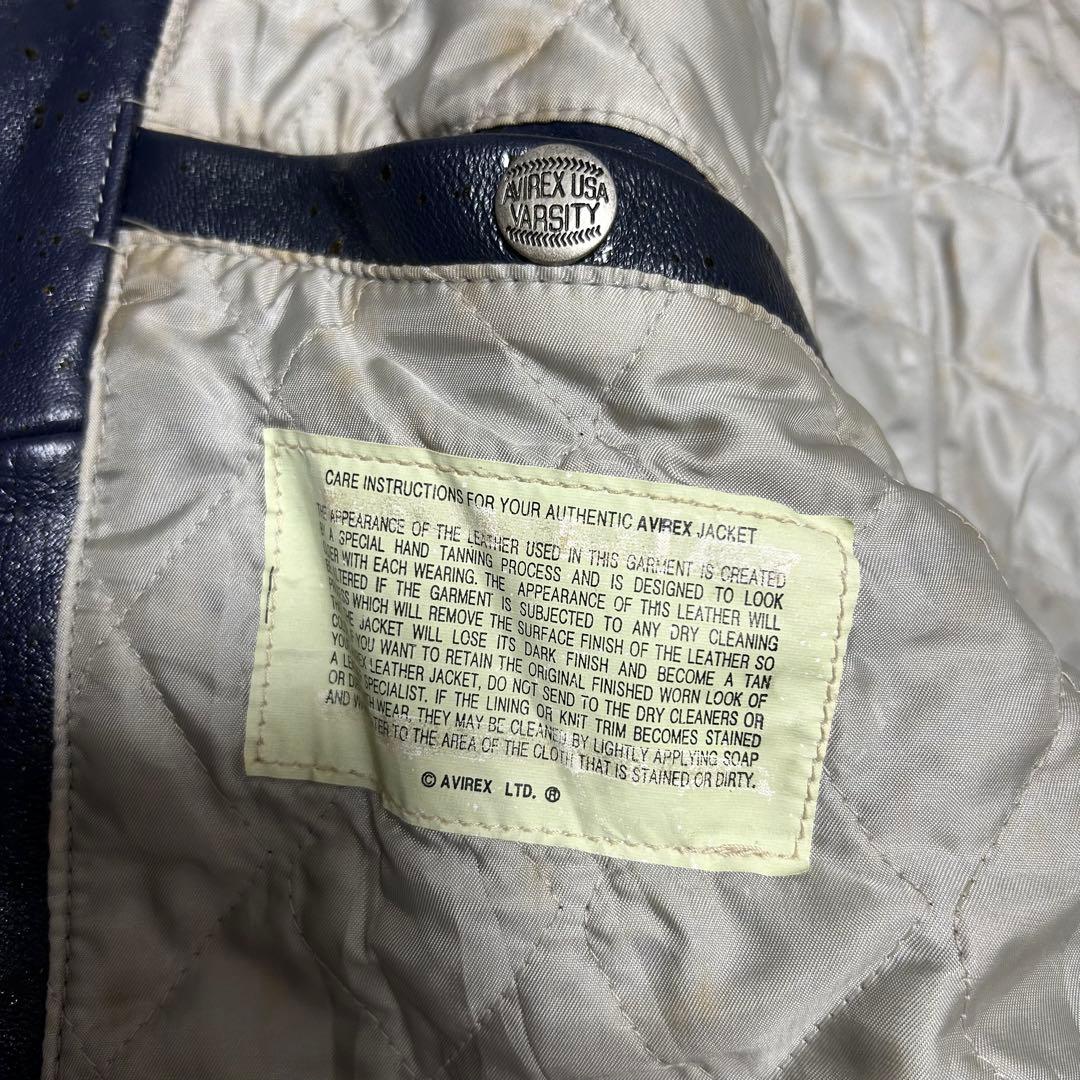 AVIREX USA
VARSITY
CARE INSTRUCTIONS FOR YOUR AUTHENTIC AVIREX JACKET
APPEARANCE OF THE LEATHER USED IN THIS GARMENT IS CREATED
A SPECIAL HAND TANNING PROCESS AND IS DESIGNED TO LOOK
WITH EACH WEARING. THE APPEARANCE OF THIS LEATHER WILL
IF THE GARMENT IS SUBJECTED TO ANY DRY CLEANING
WHICH WILL REMOVE THE SURFACE FINISH OF THE LEATHER SO
JACKET WILL LOSE ITS DARK FINISH AND BECOME A TAN
YOU WANT TO RETAIN THE ORIGINAL FINISHED WORN LOOK OF
A LEATHER JACKET, DO NOT SEND TO THE DRY CLEANERS OR
OR SPECIALIST. IF THE LINING OR KNIT TRIM BECOMES STAINED
AND WEAR, THEY MAY BE CLEANED BY LIGHTLY APPLYING SOAP
TO THE AREA OF THE CLOTH THAT IS STAINED OR DIRTY.
© AVIREX LTD. ®